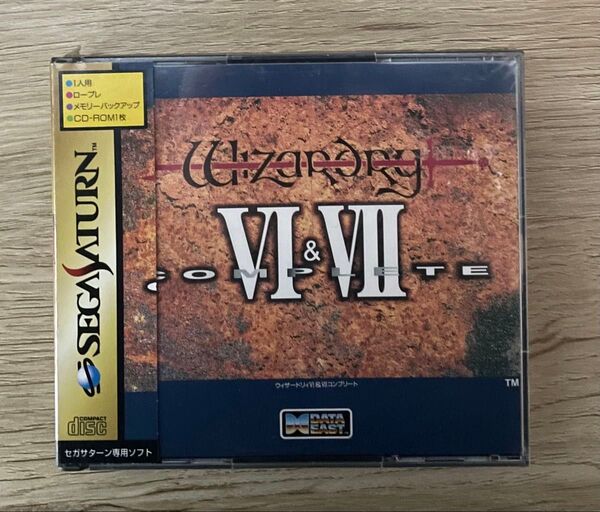 ●1人用
●ロープレ
●メモリーバックアップ
●CD-ROM1枚
SEGA SATURN™
COMPACT
disc
セガサターン専用ソフト
Wizardry
VI & VII
COMPLETE
ウィザードリィVI&VIIコンプリート
TM
DATA
EAST